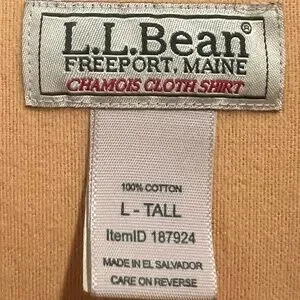 L.L.Bean®
FREEPORT, MAINE
CHAMOIS CLOTH SHIRT
100% COTTON
L - TALL
ItemID 187924
MADE IN EL SALVADOR
CARE ON REVERSE